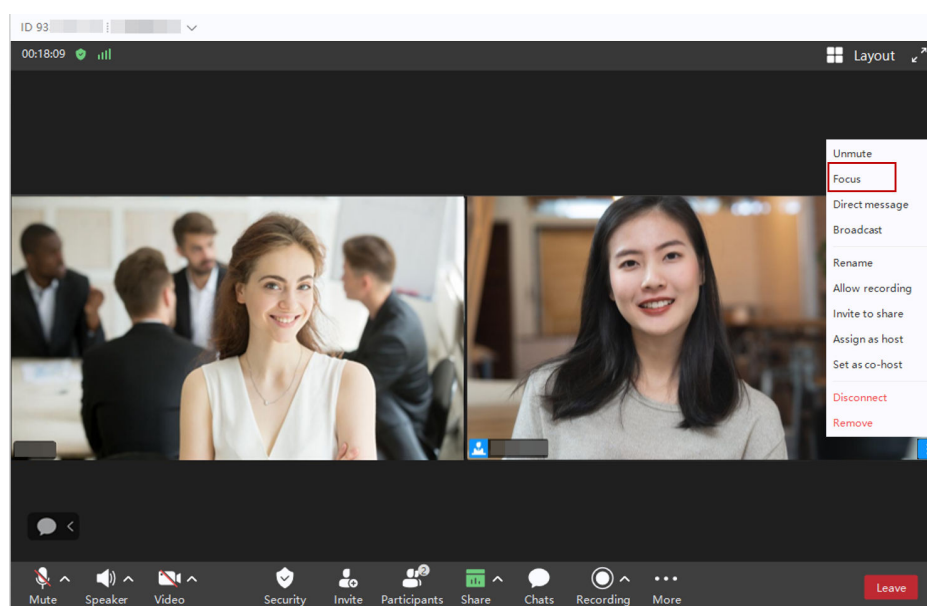 ID 93
00:18:09
Layout
Unmute
Focus
Direct message
Broadcast
Rename
Allow recording
Invite to share
Assign as host
Set as co-host
Disconnect
Remove
2
Mute Speaker Video Security Invite Participants Share Chats Recording More Leave